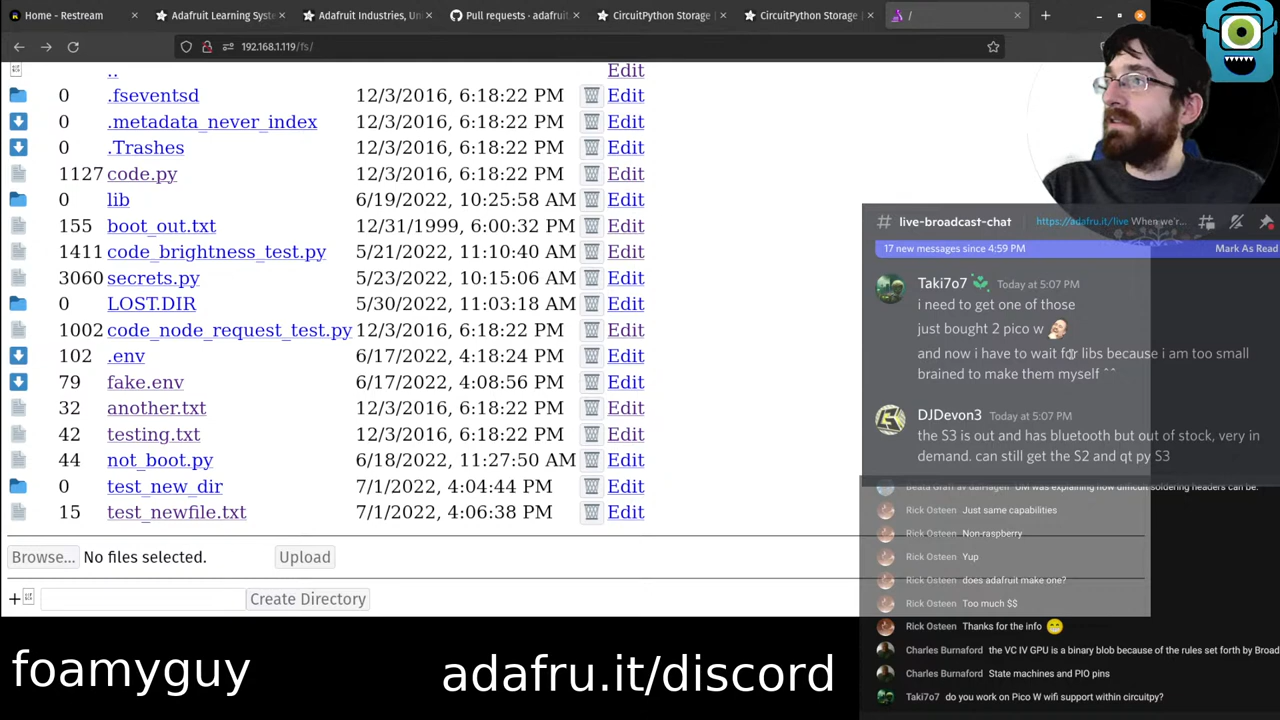 Home - Restream
Adafruit Learning Syste
Adafruit Industries, Uni
Pull requests · adafruit
CircuitPython Storage |
CircuitPython Storage |
/
192.168.1.119/fs/
.. Edit
0 .fseventsd 12/3/2016, 6:18:22 PM Edit
0 .metadata_never_index 12/3/2016, 6:18:22 PM Edit
0 .Trashes 12/3/2016, 6:18:22 PM Edit
1127 code.py 12/3/2016, 6:18:22 PM Edit
0 lib 6/19/2022, 10:25:58 AM Edit
155 boot_out.txt 12/31/1999, 6:00:32 PM Edit
1411 code_brightness_test.py 5/21/2022, 11:10:40 AM Edit
3060 secrets.py 5/23/2022, 10:15:06 AM Edit
0 LOST.DIR 5/30/2022, 11:03:18 AM Edit
1002 code_node_request_test.py 12/3/2016, 6:18:22 PM Edit
102 .env 6/17/2022, 4:18:24 PM Edit
79 fake.env 6/17/2022, 4:08:56 PM Edit
32 another.txt 12/3/2016, 6:18:22 PM Edit
42 testing.txt 12/3/2016, 6:18:22 PM Edit
44 not_boot.py 6/18/2022, 11:27:50 AM Edit
0 test_new_dir 7/1/2022, 4:04:44 PM Edit
15 test_newfile.txt 7/1/2022, 4:06:38 PM Edit
Browse... No files selected. Upload
+ Create Directory
# live-broadcast-chat https://adafru.it/live When we'r...
17 new messages since 4:59 PM Mark As Read
Taki7o7 Today at 5:07 PM
i need to get one of those
just bought 2 pico w
and now i have to wait for libs because i am too small
brained to make them myself ^^
DJDevon3 Today at 5:07 PM
the S3 is out and has bluetooth but out of stock, very in
demand. can still get the S2 and qt py S3
was explaining how difficult soldering headers can be.
Rick Osteen Just same capabilities
Rick Osteen Non-raspberry
Rick Osteen Yup
Rick Osteen does adafruit make one?
Rick Osteen Too much $$
Rick Osteen Thanks for the info
Charles Burnaford the VC IV GPU is a binary blob because of the rules set forth by Broad
Charles Burnaford State machines and PIO pins
Taki7o7 do you work on Pico W wifi support within circuitpy?
foamyguy
adafru.it/discord